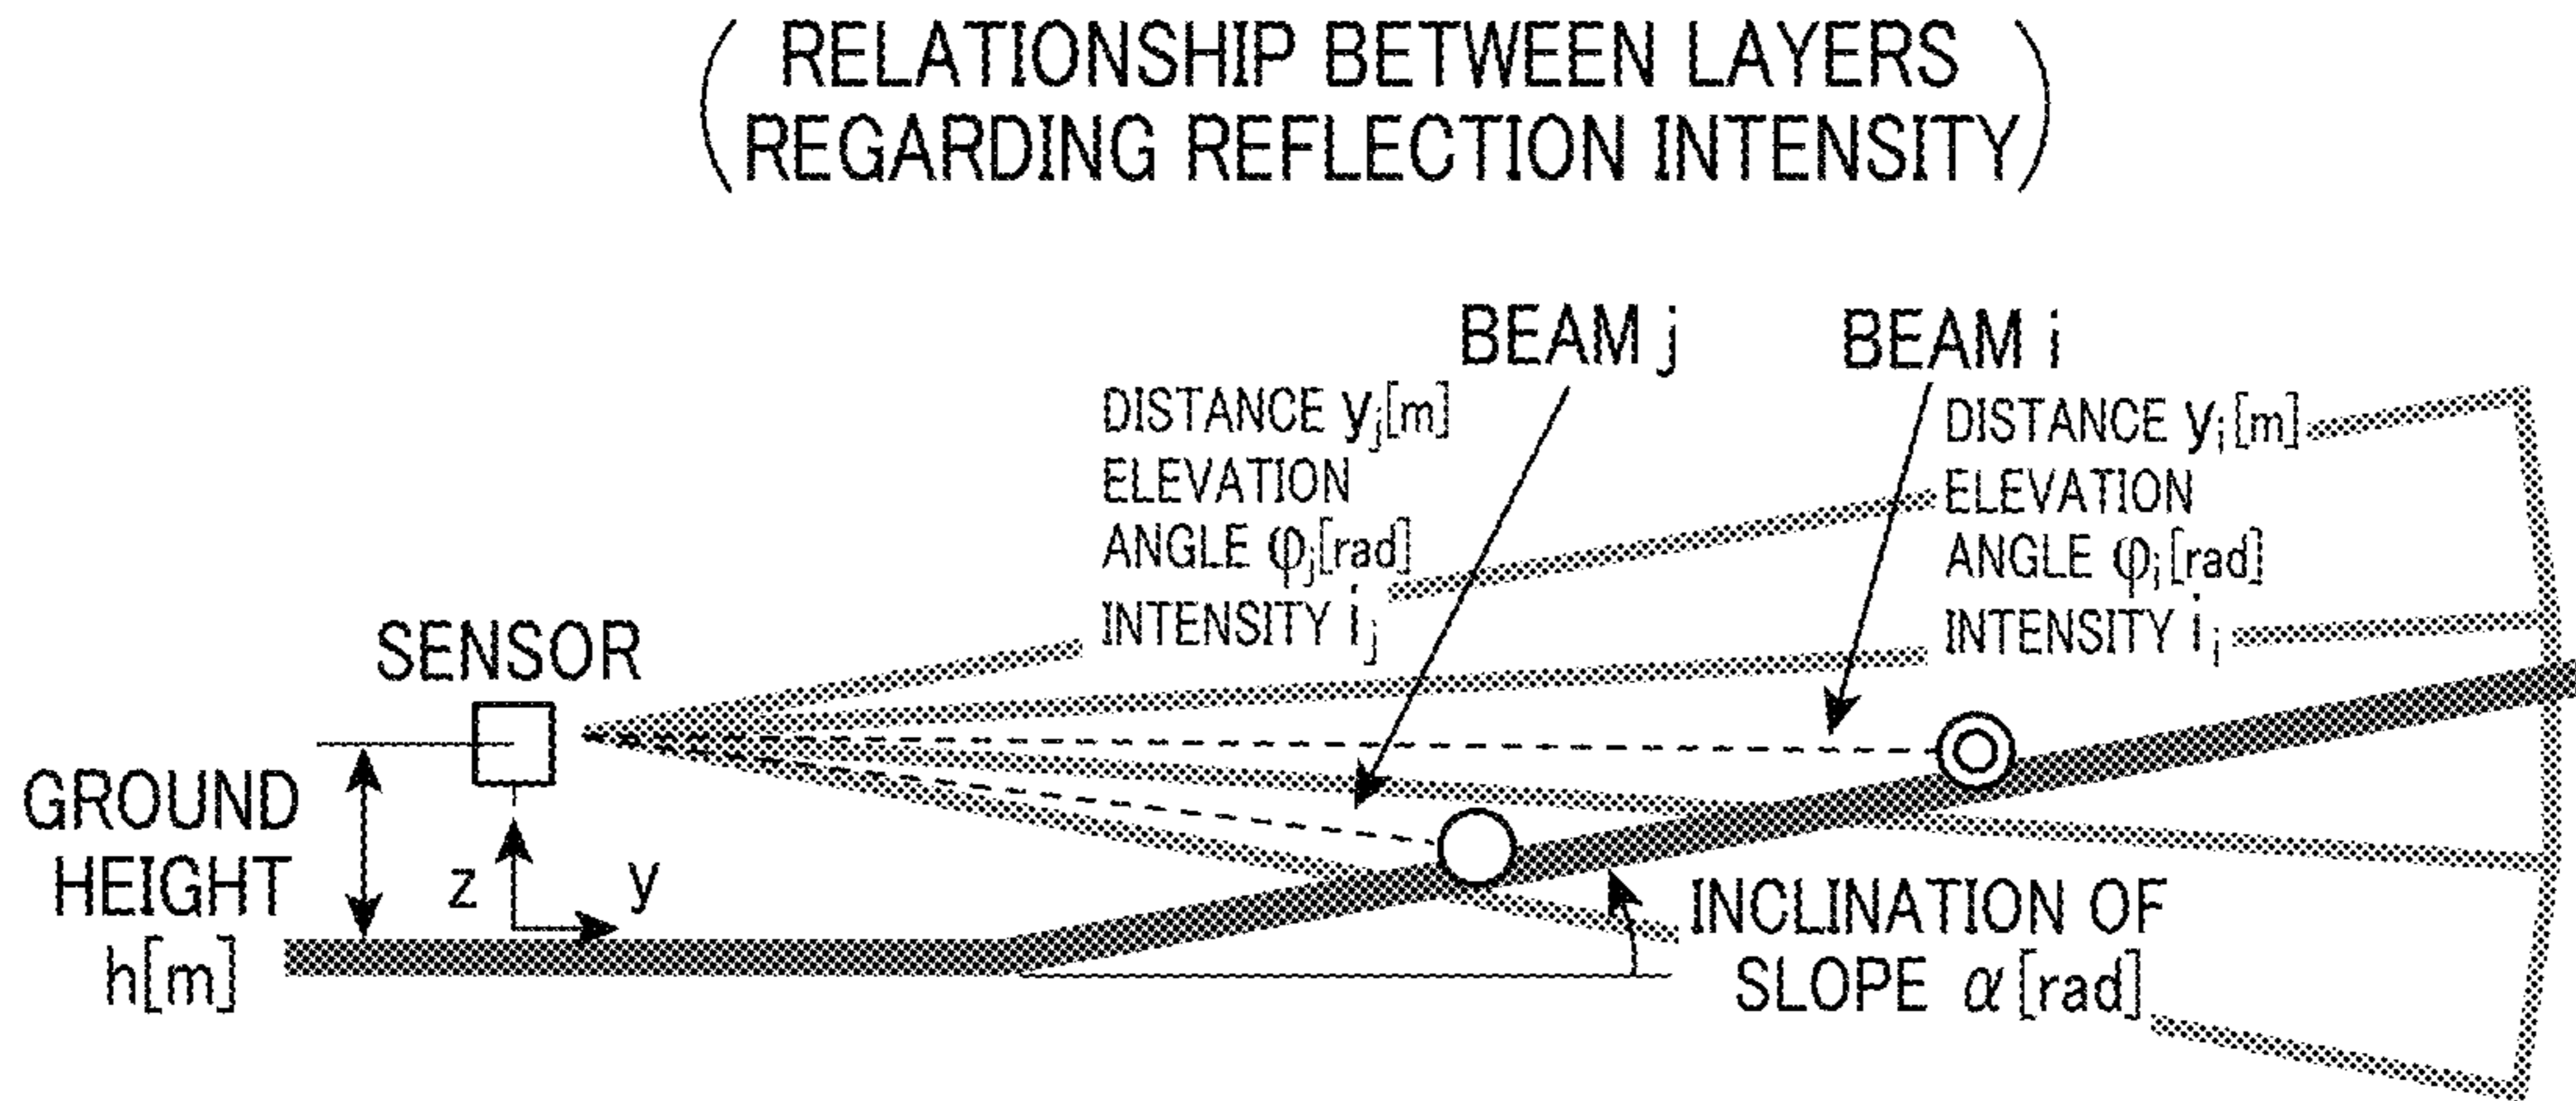 RELATIONSHIP BETWEEN LAYERS
REGARDING REFLECTION INTENSITY
BEAM j
BEAM i
DISTANCE yj[m]
ELEVATION
ANGLE φj[rad]
INTENSITY ij
DISTANCE yi[m]
ELEVATION
ANGLE φi[rad]
INTENSITY ii
SENSOR
GROUND
HEIGHT
h[m]
z
y
INCLINATION OF
SLOPE α[rad]